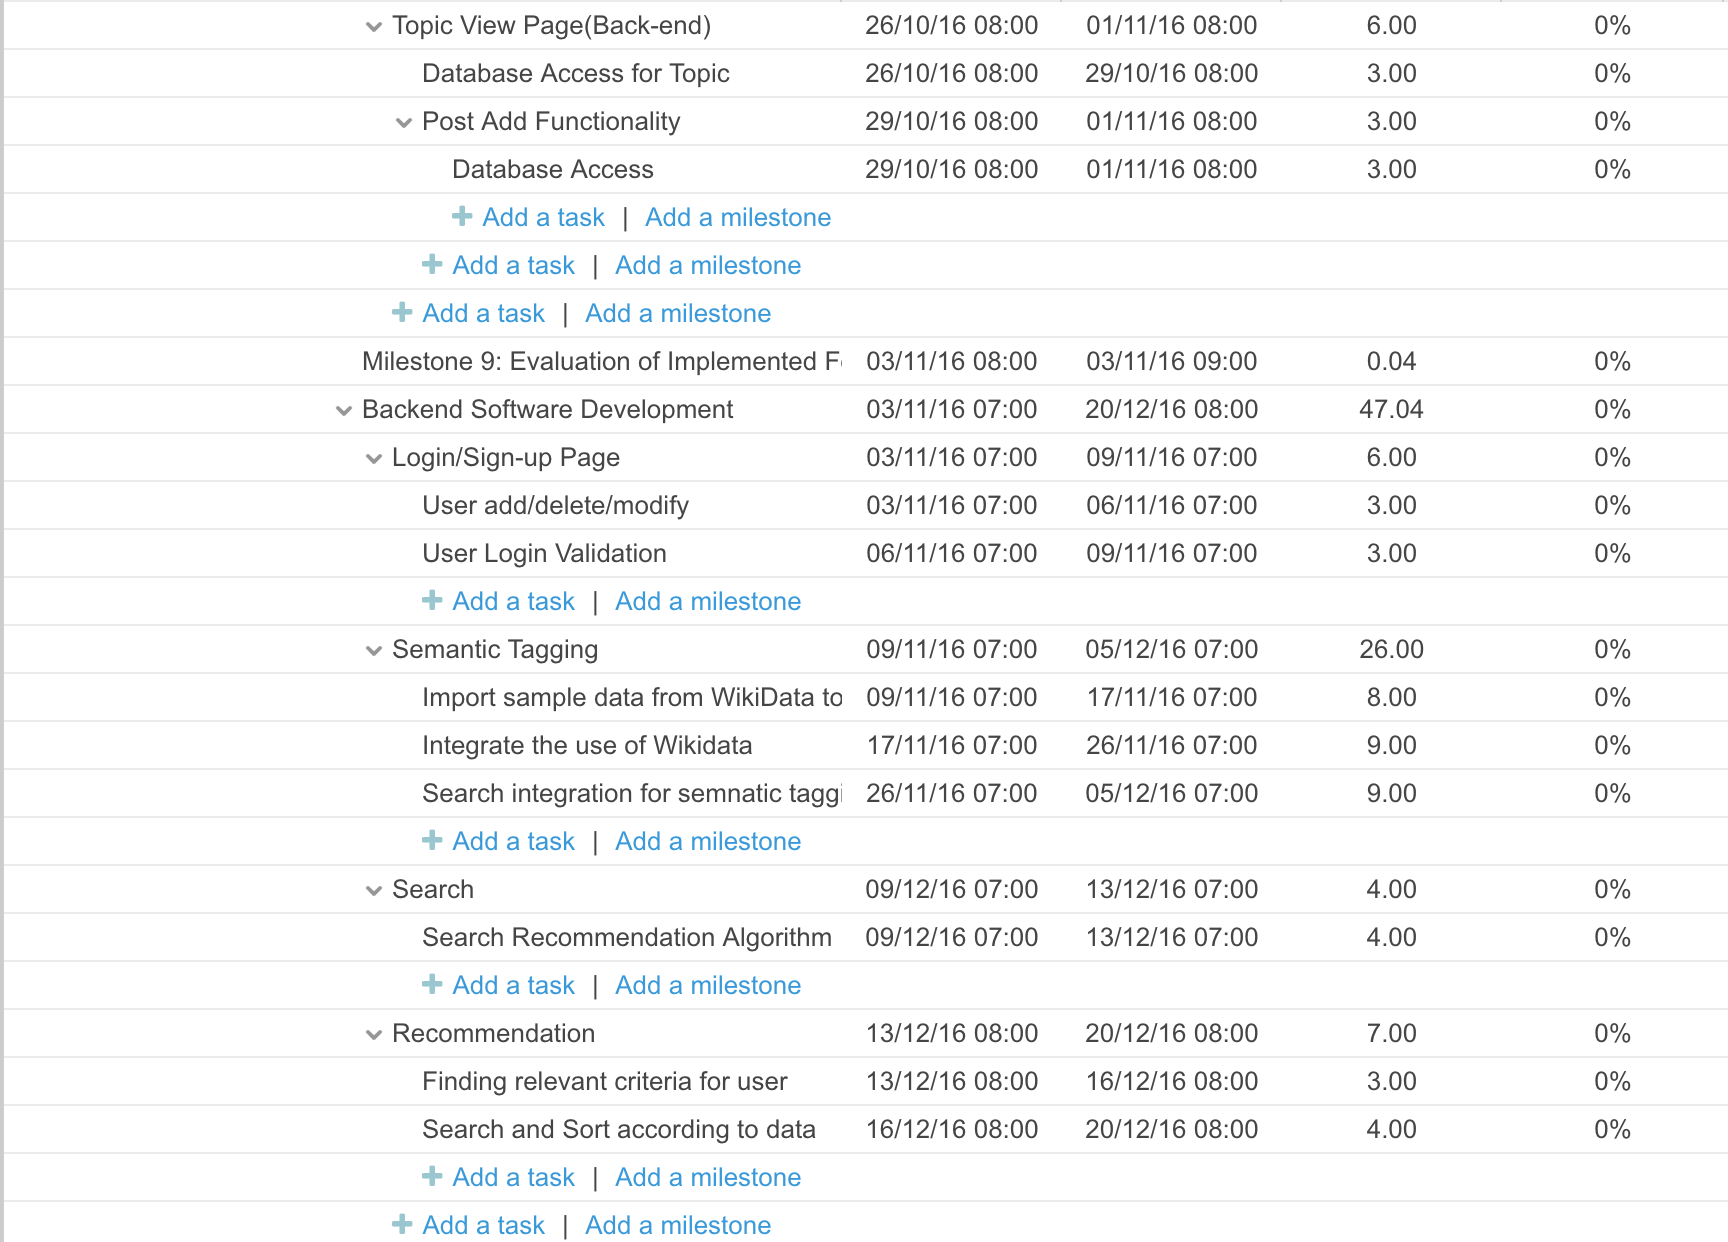 Topic View Page(Back-end) 26/10/16 08:00 01/11/16 08:00 6.00 0%
Database Access for Topic 26/10/16 08:00 29/10/16 08:00 3.00 0%
Post Add Functionality 29/10/16 08:00 01/11/16 08:00 3.00 0%
Database Access 29/10/16 08:00 01/11/16 08:00 3.00 0%
Add a task | Add a milestone
Add a task | Add a milestone
Add a task | Add a milestone
Milestone 9: Evaluation of Implemented 03/11/16 08:00 03/11/16 09:00 0.04 0%
Backend Software Development 03/11/16 07:00 20/12/16 08:00 47.04 0%
Login/Sign-up Page 03/11/16 07:00 09/11/16 07:00 6.00 0%
User add/delete/modify 03/11/16 07:00 06/11/16 07:00 3.00 0%
User Login Validation 06/11/16 07:00 09/11/16 07:00 3.00 0%
Add a task | Add a milestone
Semantic Tagging 09/11/16 07:00 05/12/16 07:00 26.00 0%
Import sample data from WikiData to 09/11/16 07:00 17/11/16 07:00 8.00 0%
Integrate the use of Wikidata 17/11/16 07:00 26/11/16 07:00 9.00 0%
Search integration for semnatic taggi 26/11/16 07:00 05/12/16 07:00 9.00 0%
Add a task | Add a milestone
Search 09/12/16 07:00 13/12/16 07:00 4.00 0%
Search Recommendation Algorithm 09/12/16 07:00 13/12/16 07:00 4.00 0%
Add a task | Add a milestone
Recommendation 13/12/16 08:00 20/12/16 08:00 7.00 0%
Finding relevant criteria for user 13/12/16 08:00 16/12/16 08:00 3.00 0%
Search and Sort according to data 16/12/16 08:00 20/12/16 08:00 4.00 0%
Add a task | Add a milestone
Add a task | Add a milestone